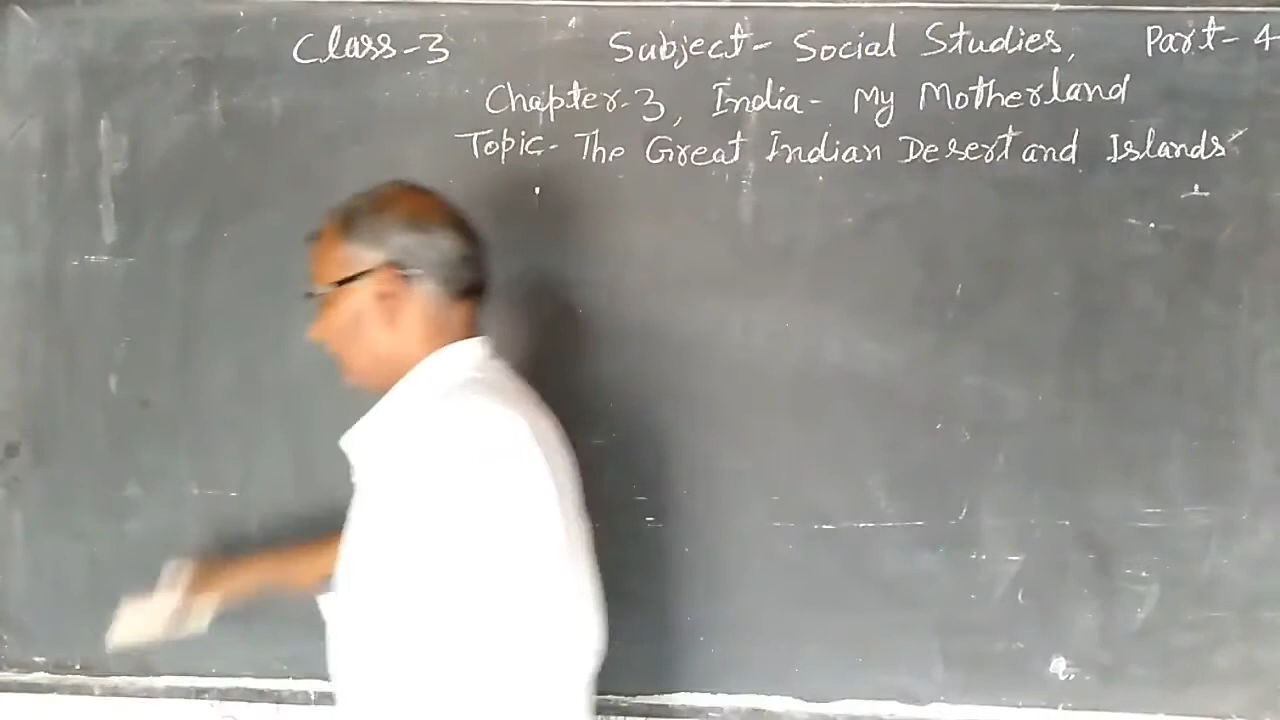 Class-3 Subject- Social Studies, Part-4
Chapter-3, India- My Motherland
Topic- The Great Indian Desert and Islands